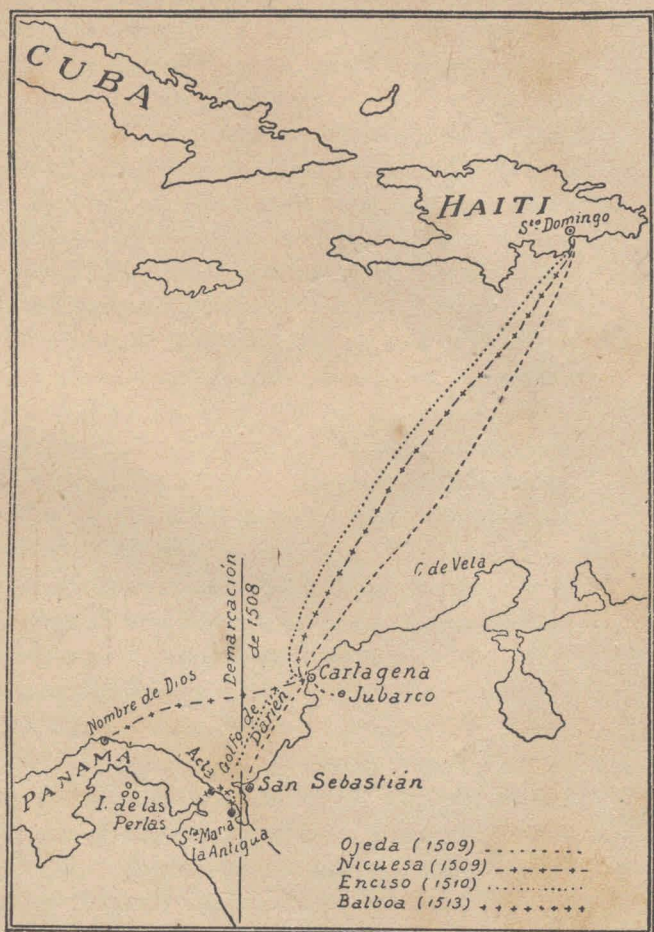 CUBA
HAITI
Sto Domingo
C. de Vela
Demarcación
de 1508
Cartagena
Jubarco
Nombre de Dios
Golfo de
Darién
Acla
PANAMA
San Sebastián
I. de las
Perlas
Sta Maria
la Antigua
Ojeda (1509)
Nicuesa (1509)
Enciso (1510)
Balboa (1513)